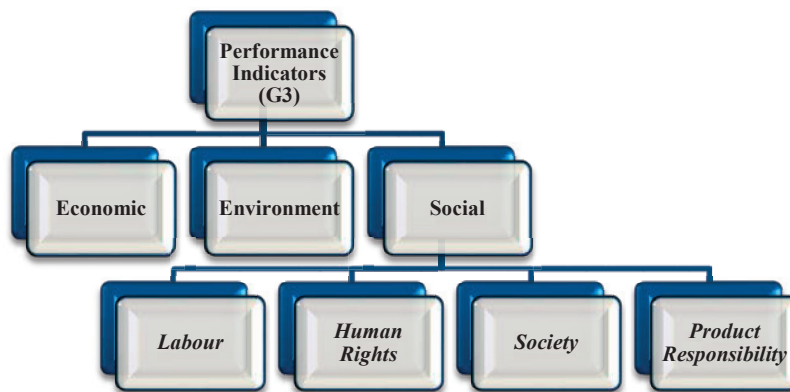 Performance
Indicators
(G3)
Economic
Environment
Social
Labour
Human
Rights
Society
Product
Responsibility